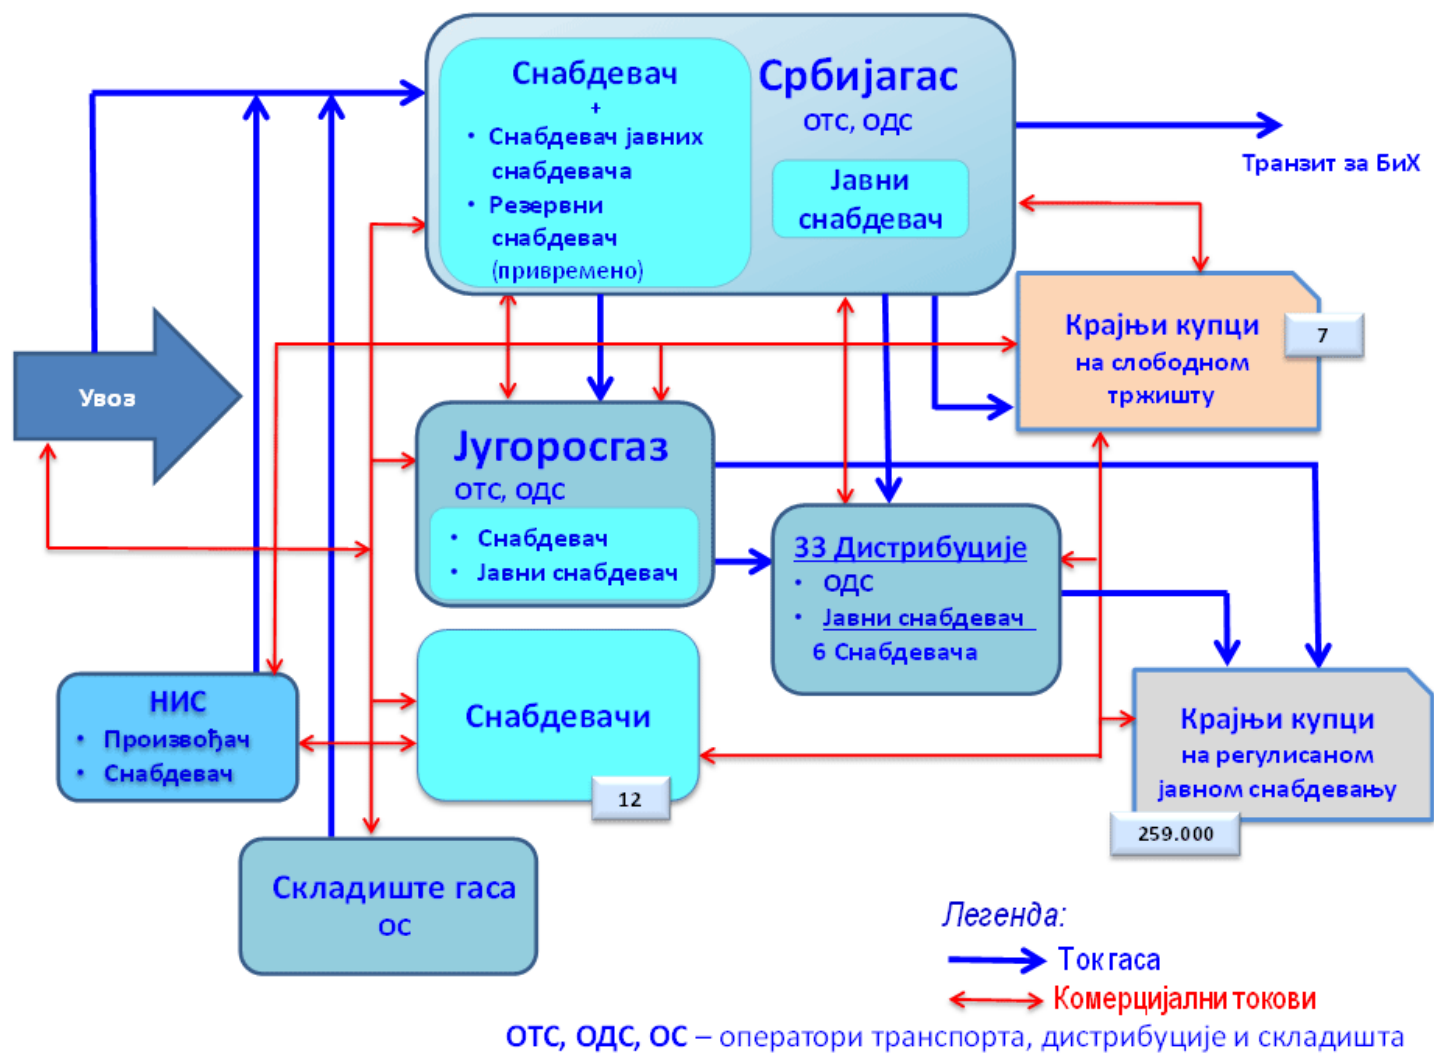 Снабдевач
+
• Снабдевач јавних
снабдевача
• Резервни
снабдевач
(привремено)
Србијагас
ОТС, ОДС
Јавни
снабдевач
Транзит за БиХ
Крајњи купци
на слободном
тржишту
7
Увоз
Југоросгаз
ОТС, ОДС
• Снабдевач
• Јавни снабдевач
33 Дистрибуције
• ОДС
• Јавни снабдевач
6 Снабдевача
НИС
• Произвођач
• Снабдевач
Снабдевачи
12
Крајњи купци
на регулисаном
јавном снабдевању
259.000
Складиште гаса
ОС
Легенда:
Ток гаса
Комерцијални токови
ОТС, ОДС, ОС – оператори транспорта, дистрибуције и складишта